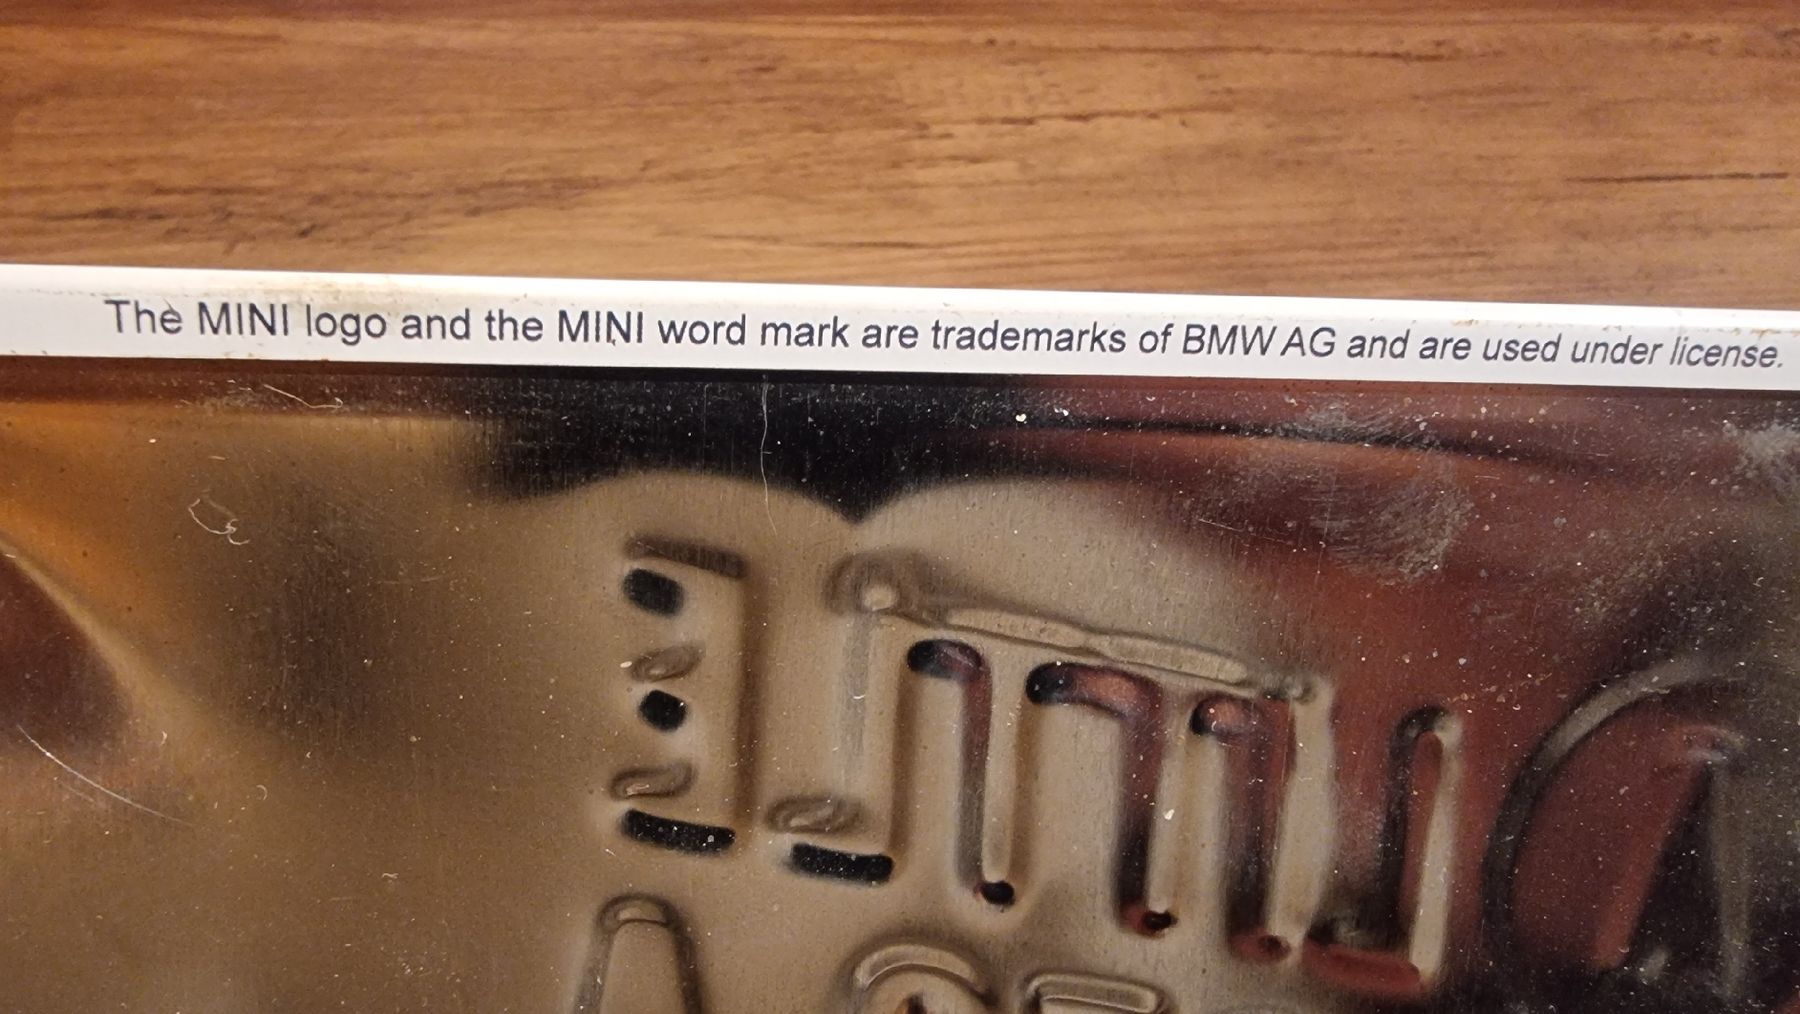 The MINI logo and the MINI word mark are trademarks of BMW AG and are used under license.